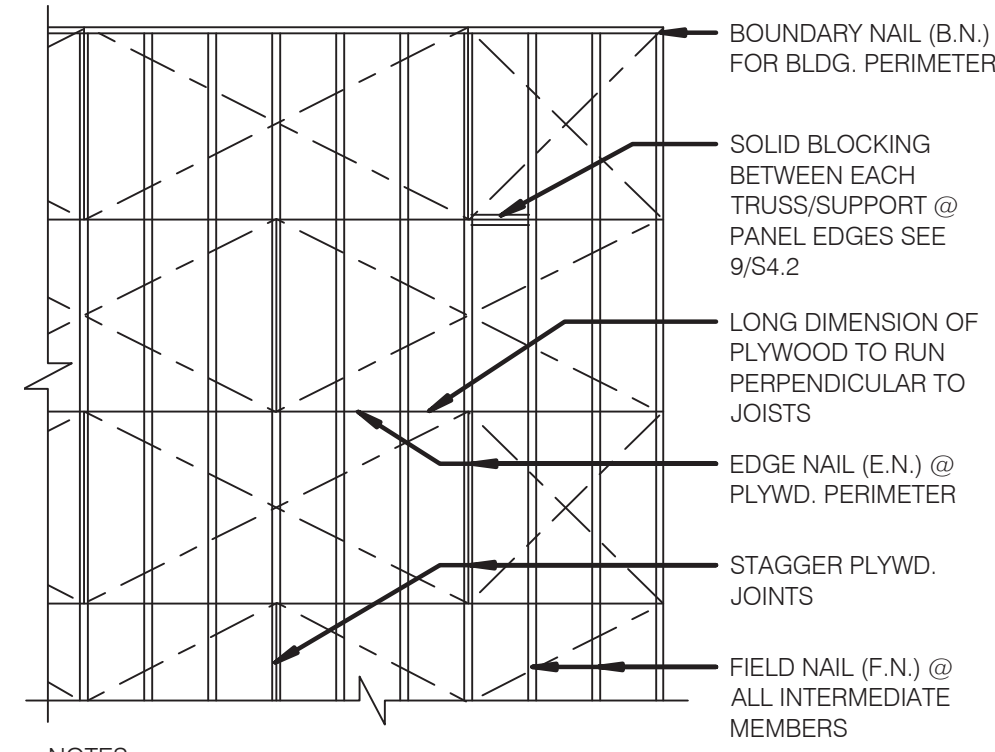 BOUNDARY NAIL (B.N.)
FOR BLDG. PERIMETER
SOLID BLOCKING
BETWEEN EACH
TRUSS/SUPPORT @
PANEL EDGES SEE
9/S4.2
LONG DIMENSION OF
PLYWOOD TO RUN
PERPENDICULAR TO
JOISTS
EDGE NAIL (E.N.) @
PLYWD. PERIMETER
STAGGER PLYWD.
JOINTS
FIELD NAIL (F.N.) @
ALL INTERMEDIATE
MEMBERS
NOTES